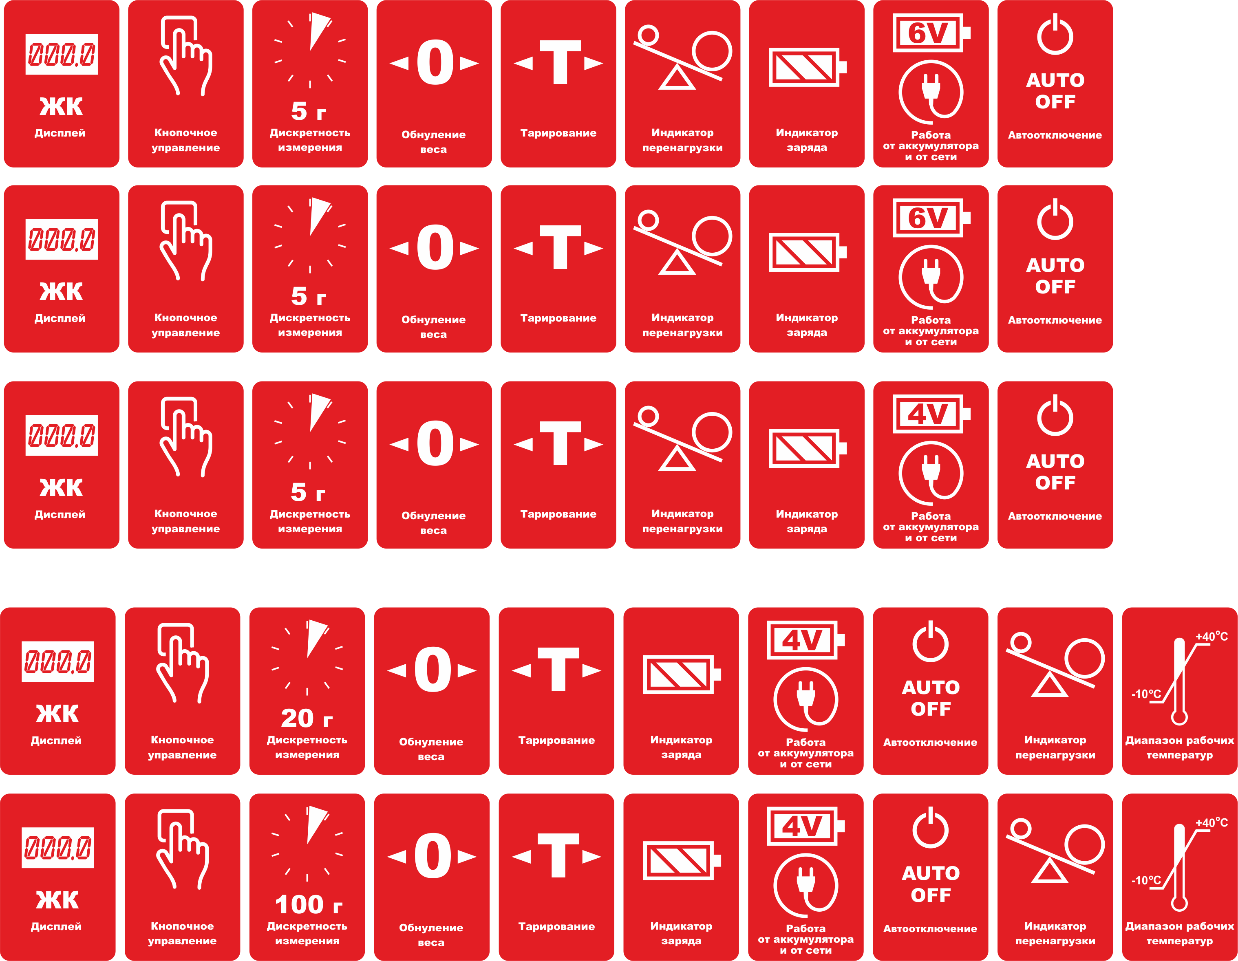 000.0
ЖК
Дисплей
Кнопочное
управление
5 г
Дискретность
измерения
0
Обнуление
веса
Т
Тарирование
Индикатор
перенагрузки
Индикатор
заряда
6V
Работа
от аккумулятора
и от сети
AUTO
OFF
Автоотключение
000.0
ЖК
Дисплей
Кнопочное
управление
5 г
Дискретность
измерения
0
Обнуление
веса
Т
Тарирование
Индикатор
перенагрузки
Индикатор
заряда
6V
Работа
от аккумулятора
и от сети
AUTO
OFF
Автоотключение
000.0
ЖК
Дисплей
Кнопочное
управление
5 г
Дискретность
измерения
0
Обнуление
веса
Т
Тарирование
Индикатор
перенагрузки
Индикатор
заряда
4V
Работа
от аккумулятора
и от сети
AUTO
OFF
Автоотключение
000.0
ЖК
Дисплей
Кнопочное
управление
20 г
Дискретность
измерения
0
Обнуление
веса
Т
Тарирование
Индикатор
заряда
4V
Работа
от аккумулятора
и от сети
AUTO
OFF
Автоотключение
Индикатор
перенагрузки
+40°C
-10°C
Диапазон рабочих
температур
000.0
ЖК
Дисплей
Кнопочное
управление
100 г
Дискретность
измерения
0
Обнуление
веса
Т
Тарирование
Индикатор
заряда
4V
Работа
от аккумулятора
и от сети
AUTO
OFF
Автоотключение
Индикатор
перенагрузки
+40°C
-10°C
Диапазон рабочих
температур